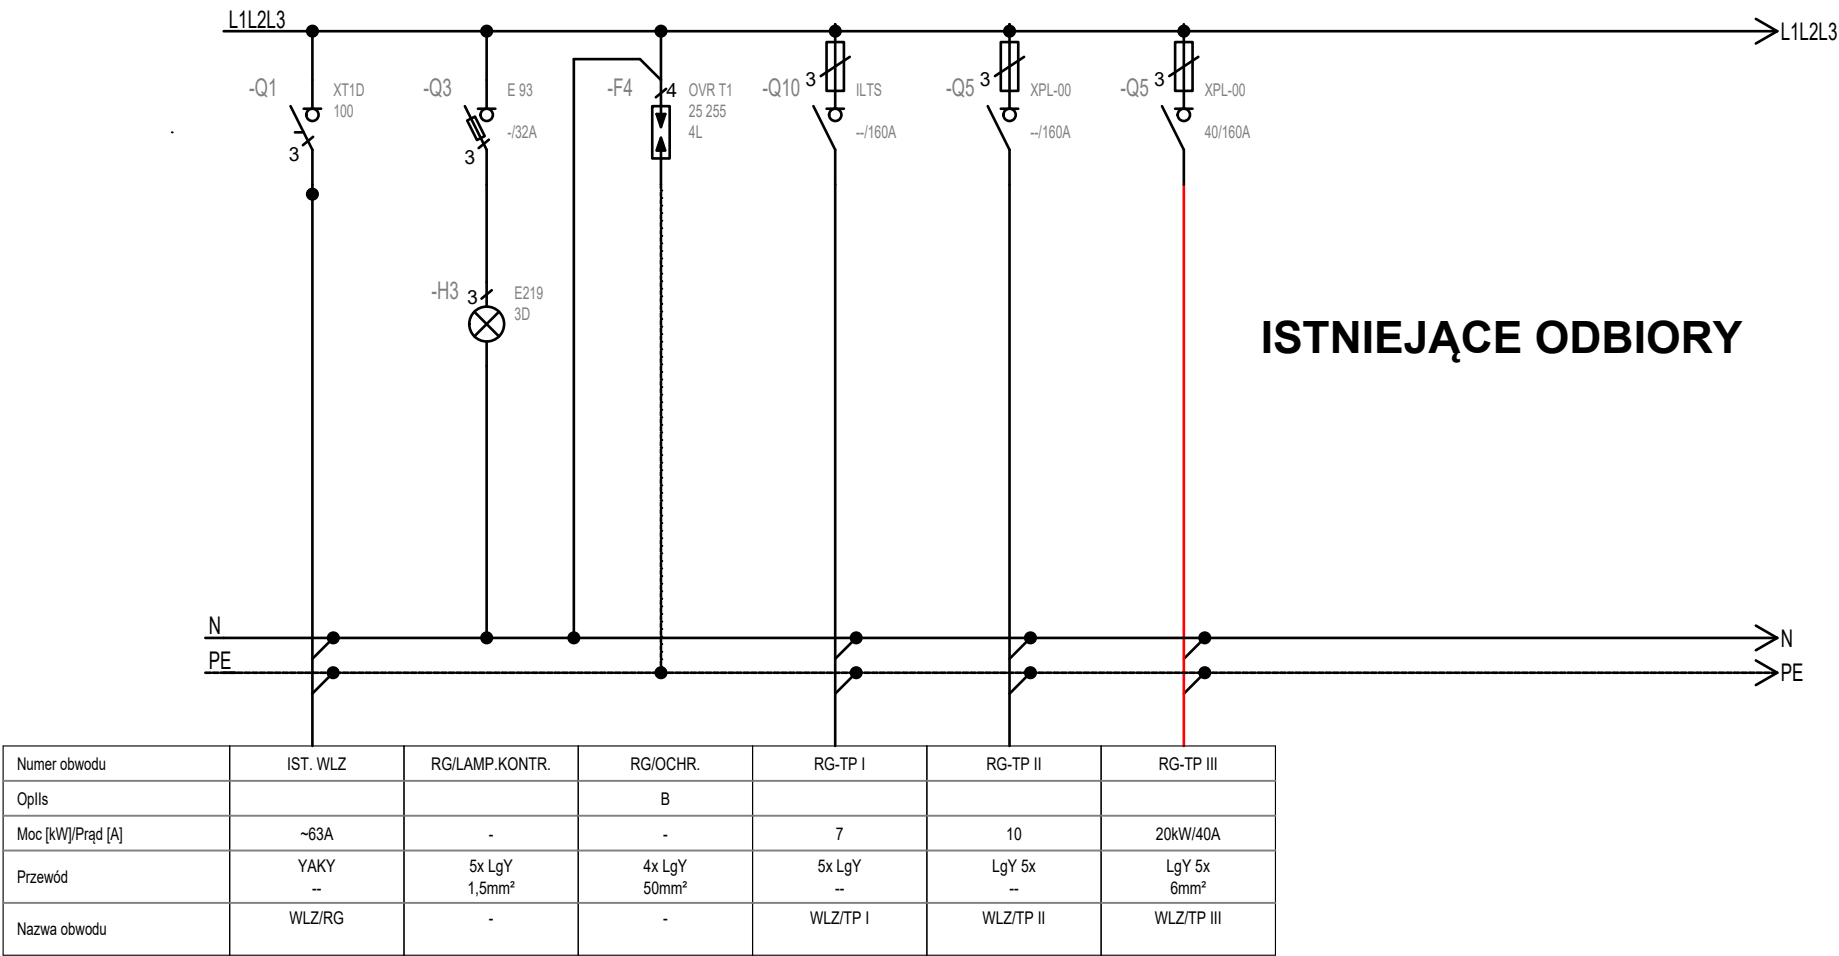 L1L2L3
L1L2L3
-Q1
XT1D
100
3
-Q3
E 93
-/32A
3
-F4
4
OVR T1
25 255
4L
-Q10
3
ILTS
--/160A
-Q5
3
XPL-00
--/160A
-Q5
3
XPL-00
40/160A
-H3
3
E219
3D
ISTNIEJĄCE ODBIORY
N
N
PE
PE
Numer obwodu IST. WLZ RG/LAMP.KONTR. RG/OCHR. RG-TP I RG-TP II RG-TP III
OpIIs B
Moc [kW]/Prąd [A] ~63A - - 7 10 20kW/40A
Przewód YAKY 5x LgY 4x LgY 5x LgY LgY 5x LgY 5x
-- 1,5mm² 50mm² -- -- 6mm²
Nazwa obwodu WLZ/RG - - WLZ/TP I WLZ/TP II WLZ/TP III